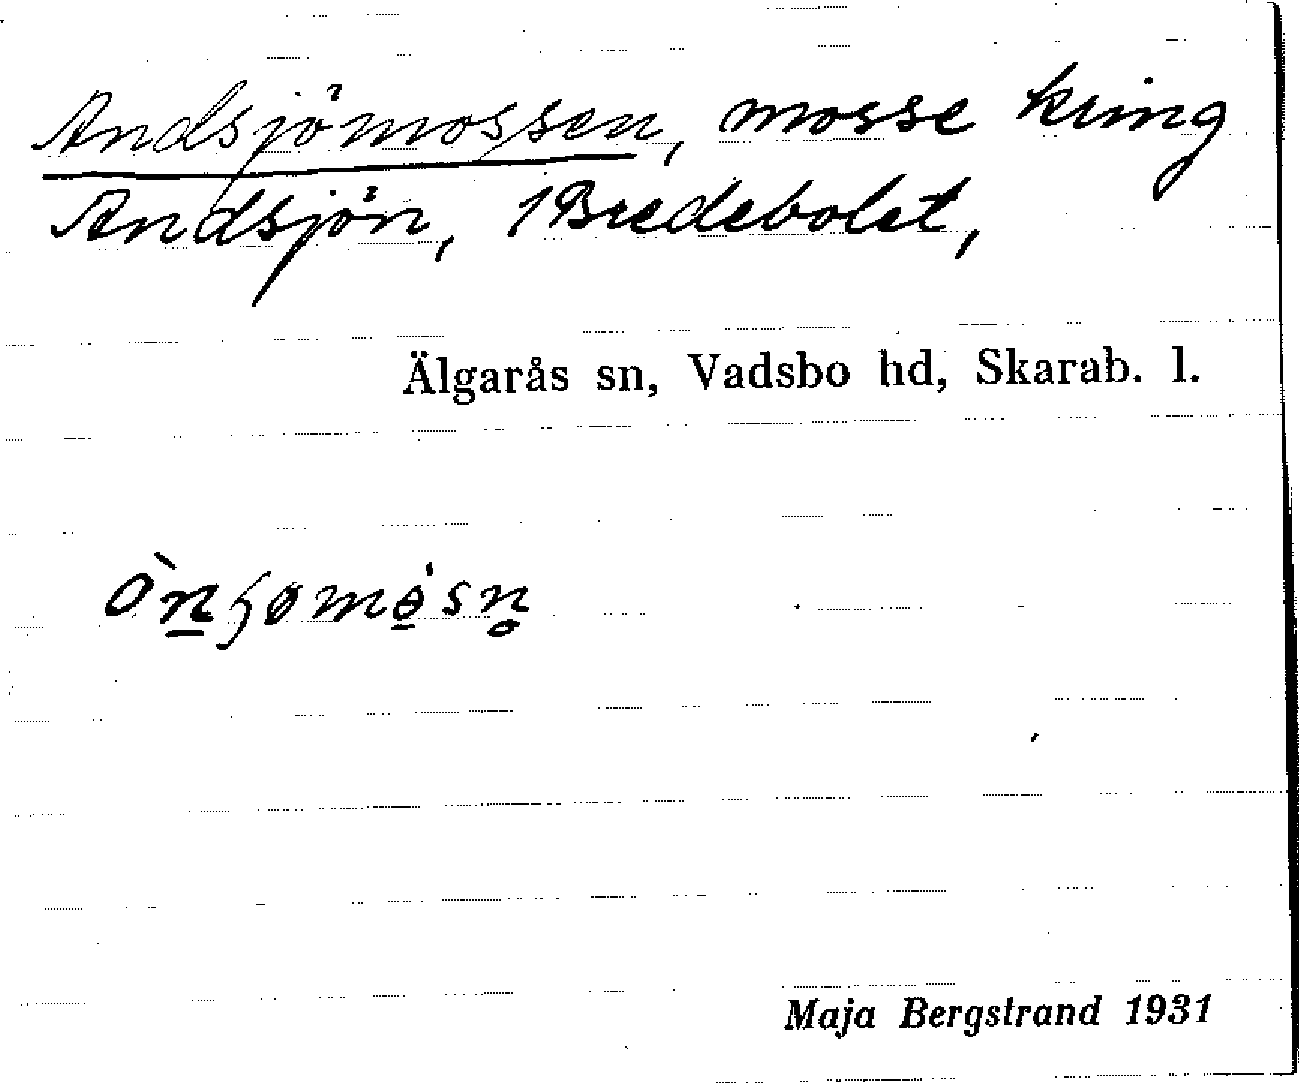 Andsjömossen, mosse kring
Andsjön, 1 Bredebolet,
Älgarås sn, Vadsbo hd, Skarab. l.
Maja Bergstrand 1931